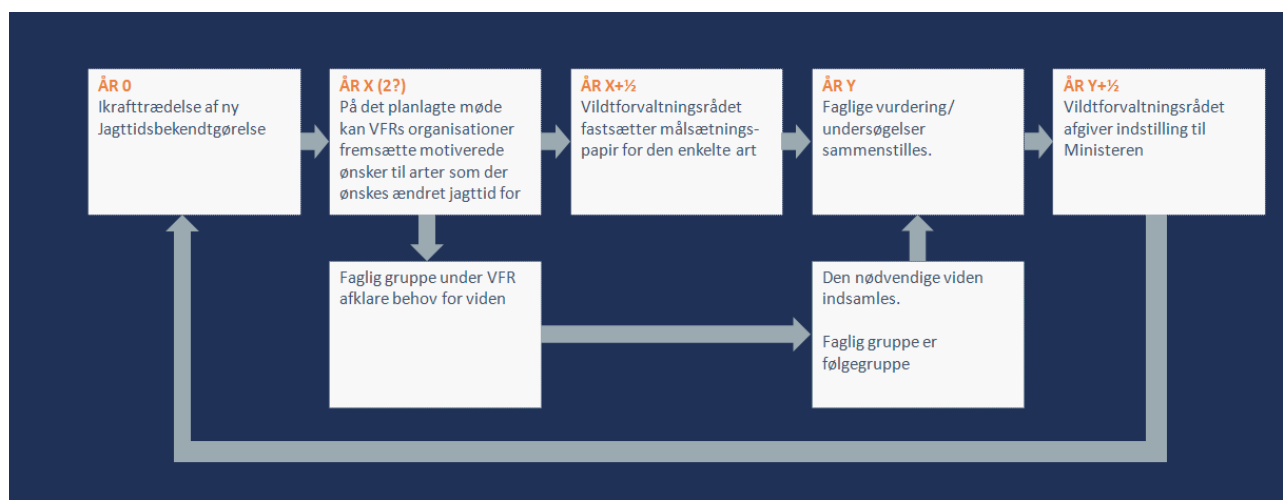 ÅR 0
Ikrafttrædelse af ny
Jagttidsbekendtgørelse
ÅR X (2?)
På det planlagte møde
kan VFRs organisationer
fremsætte motiverede
ønsker til arter som der
ønskes ændret jagttid for
ÅR X+½
Vildtforvaltningsrådet
fastsætter målsætnings-
papir for den enkelte art
ÅR Y
Faglige vurdering/
undersøgelser
sammenstilles.
ÅR Y+½
Vildtforvaltningsrådet
afgiver indstilling til
Ministeren
Faglig gruppe under VFR
afklare behov for viden
Den nødvendige viden
indsamles.
Faglig gruppe er
følgegruppe